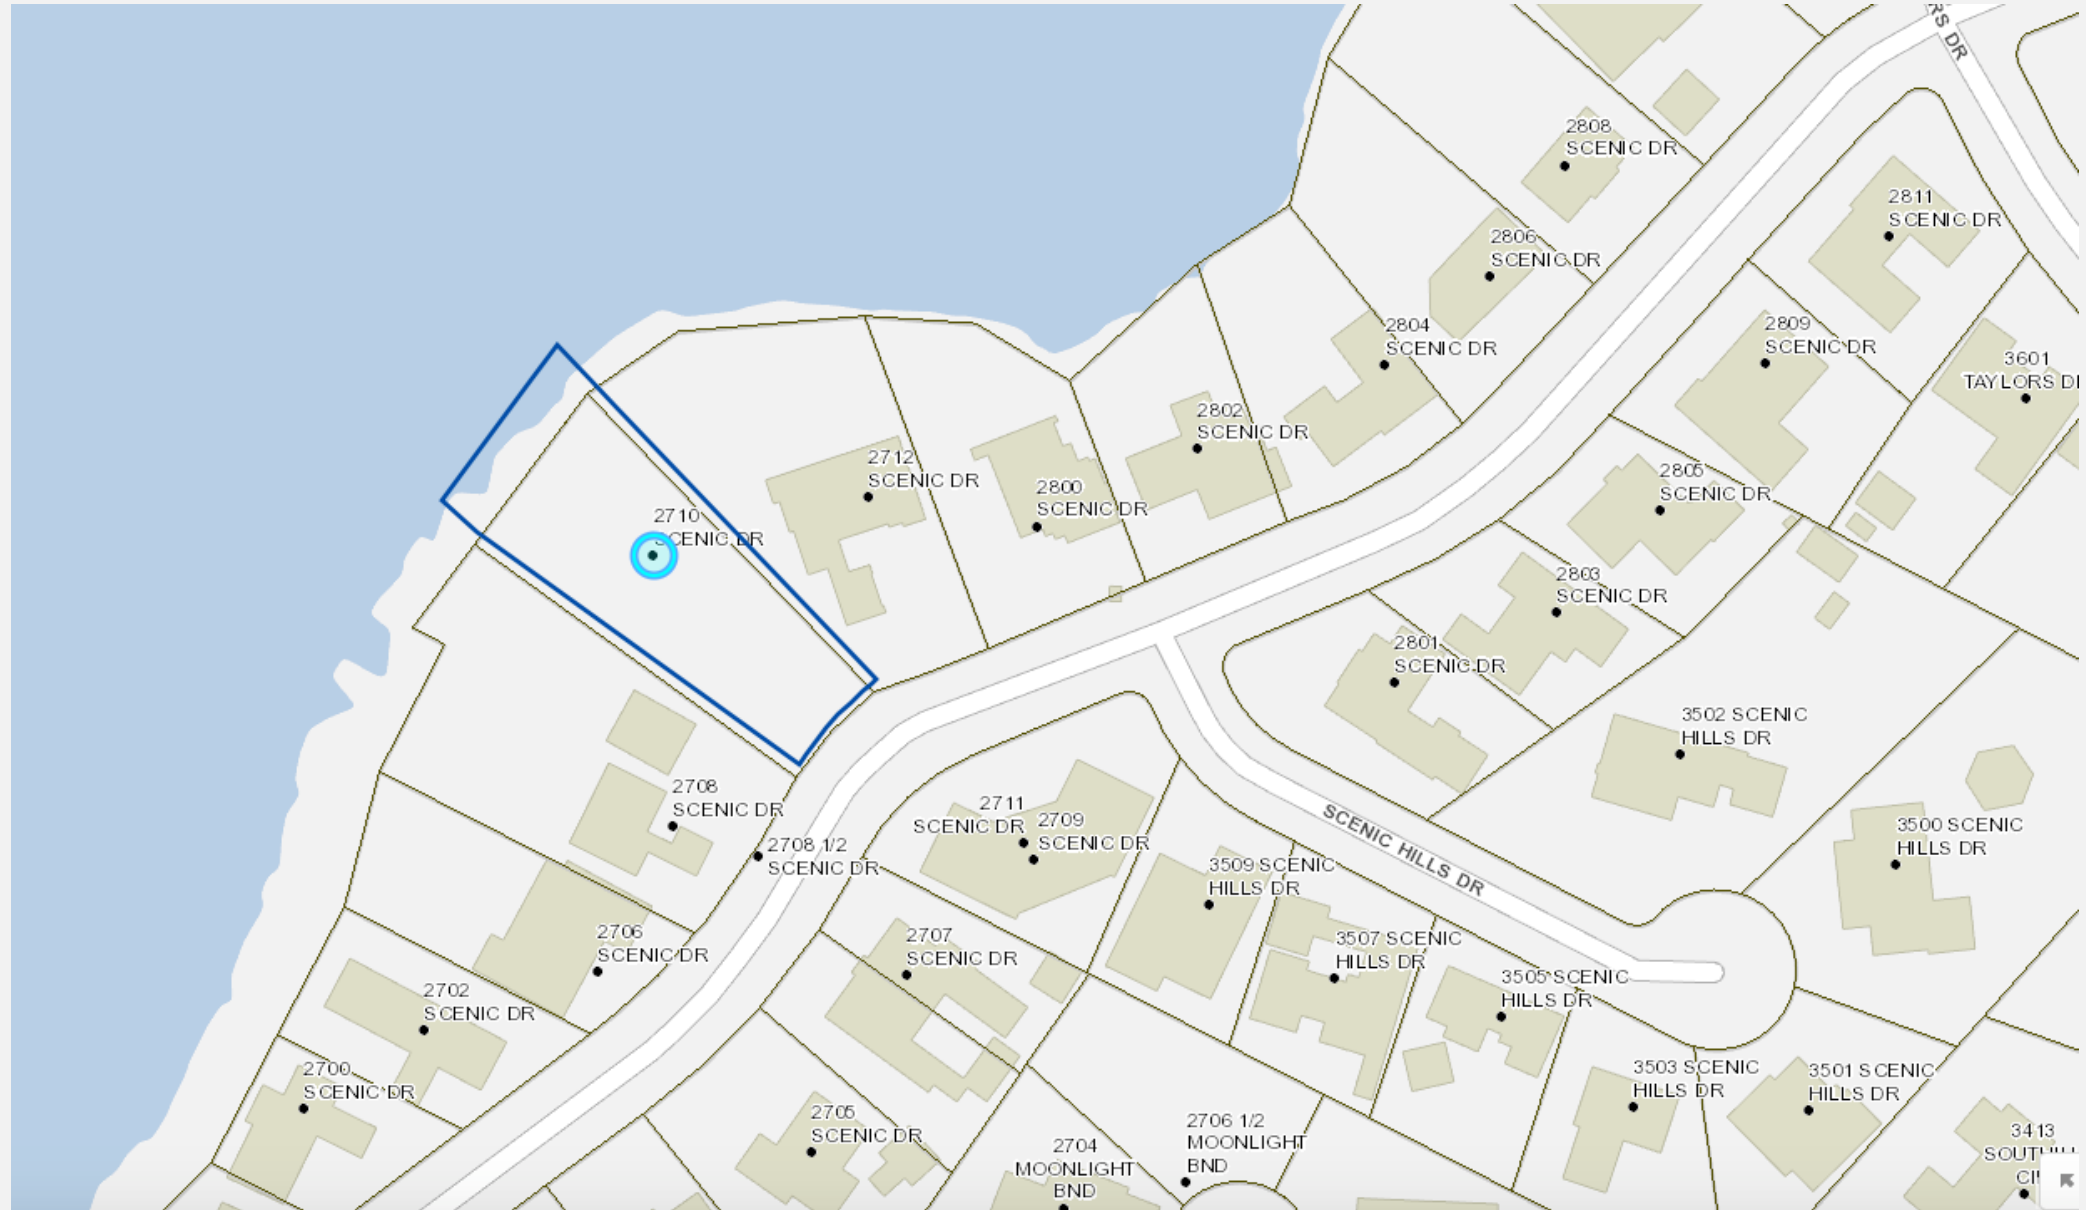 RS DR
2808
SCENIC DR
2811
SCENIC DR
2806
SCENIC DR
2804
SCENIC DR
2809
SCENIC DR
3601
TAYLORS
2802
SCENIC DR
2712
SCENIC DR
2800
SCENIC DR
2805
SCENIC DR
2710
SCENIC DR
2803
SCENIC DR
2801
SCENIC DR
3502 SCENIC
HILLS DR
2708
SCENIC DR
2711
SCENIC DR
2709
SCENIC DR
2708 1/2
SCENIC DR
SCENIC HILLS DR
3500 SCENIC
HILLS DR
3509 SCENIC
HILLS DR
2706
SCENIC DR
2707
SCENIC DR
3507 SCENIC
HILLS DR
3505 SCENIC
HILLS DR
2702
SCENIC DR
2700
SCENIC DR
3503 SCENIC
HILLS DR
3501 SCENIC
HILLS DR
2705
SCENIC DR
2704
MOONLIGHT
BND
2706 1/2
MOONLIGHT
BND
3413